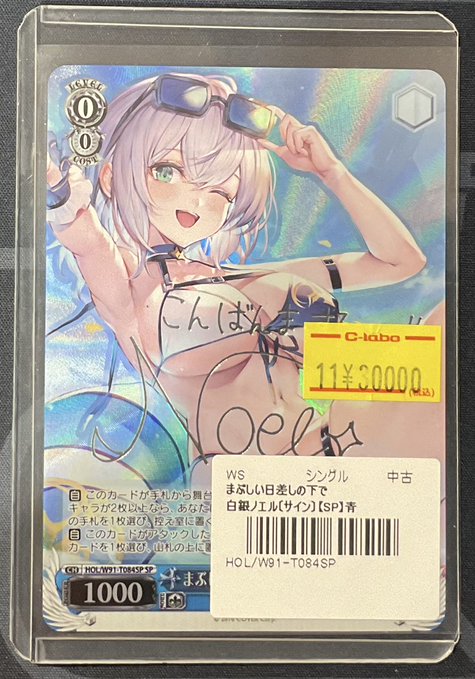 LEVEL
0
0
COST
こんばんま
Noel
C-labo
11¥30000
(税込)
WS シングル 中古
まぶしい日差しの下で
白銀ノエル(サイン)【SP】青
HOL/W91-T084SP
自 このカードが手札から舞台
キャラが2枚以上なら、あなた
の手札を1枚選び、控え室に置く
自 このカードがアタックした
カードを1枚選び、山札の上に
CH HOL/W91-T084SP SP
1000
まぶ